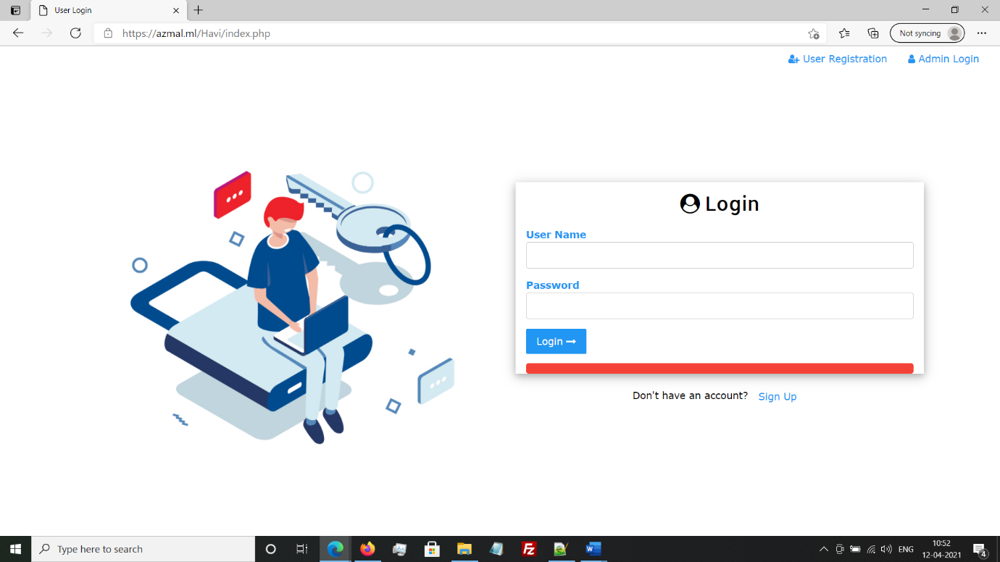 User Login
https://azmal.ml/Havi/index.php
Not syncing
User Registration
Admin Login
Login
User Name
Password
Login
Don't have an account? Sign Up
Type here to search
Fz
W
ENG
10:52
12-04-2021
4